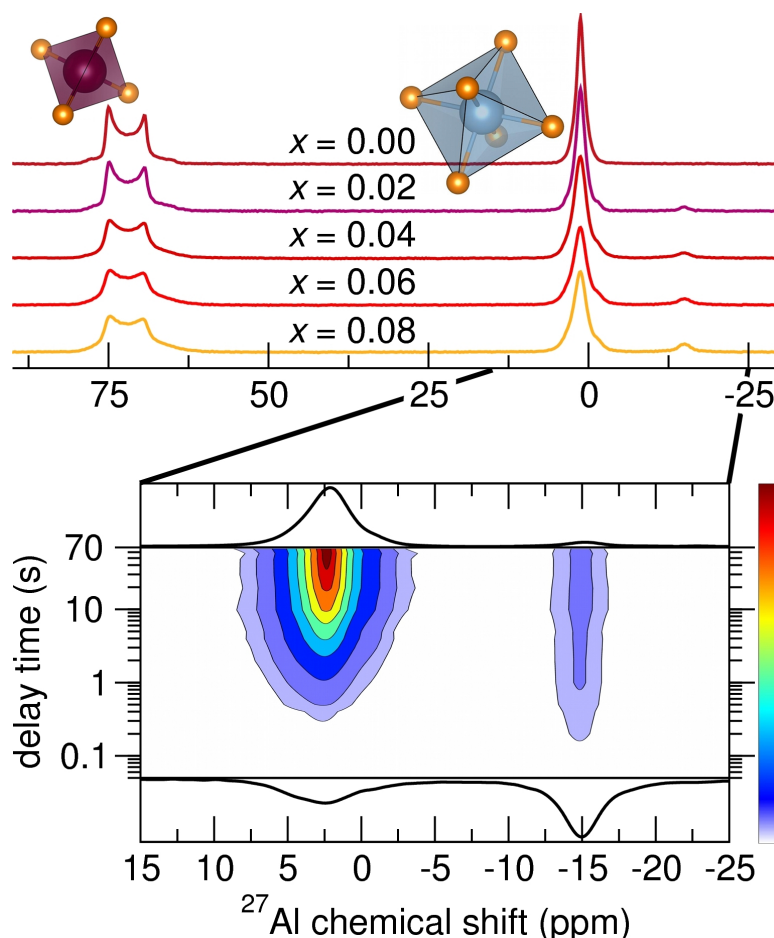 x = 0.00
x = 0.02
x = 0.04
x = 0.06
x = 0.08
75 50 25 0 -25
70
10
1
0.1
delay time (s)
15 10 5 0 -5 -10 -15 -20 -25
²⁷Al chemical shift (ppm)